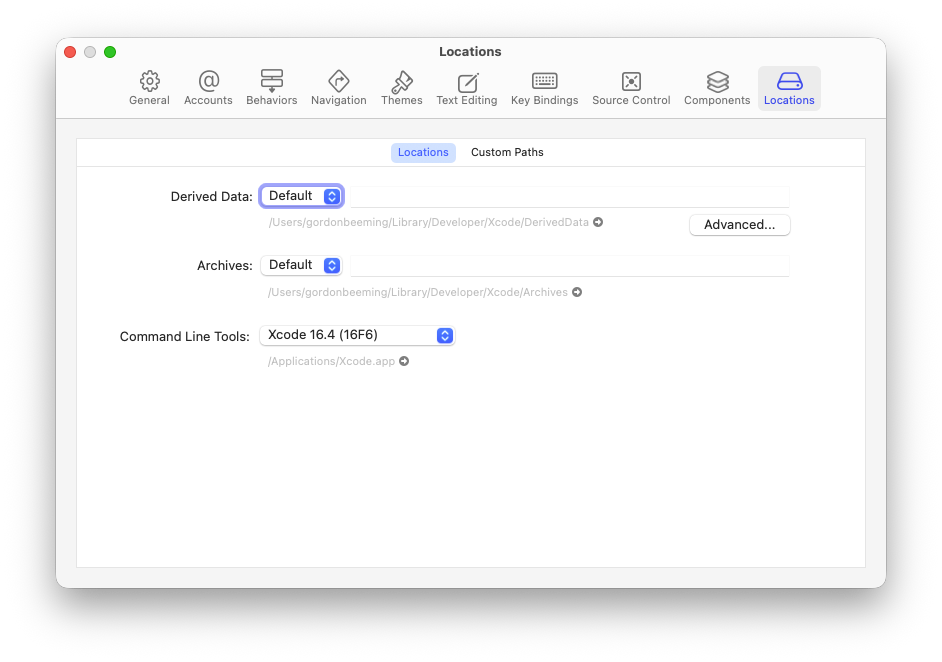 Locations
General Accounts Behaviors Navigation Themes Text Editing Key Bindings Source Control Components Locations
Locations Custom Paths
Derived Data: Default
/Users/gordonbeeming/Library/Developer/Xcode/DerivedData
Advanced...
Archives: Default
/Users/gordonbeeming/Library/Developer/Xcode/Archives
Command Line Tools: Xcode 16.4 (16F6)
/Applications/Xcode.app